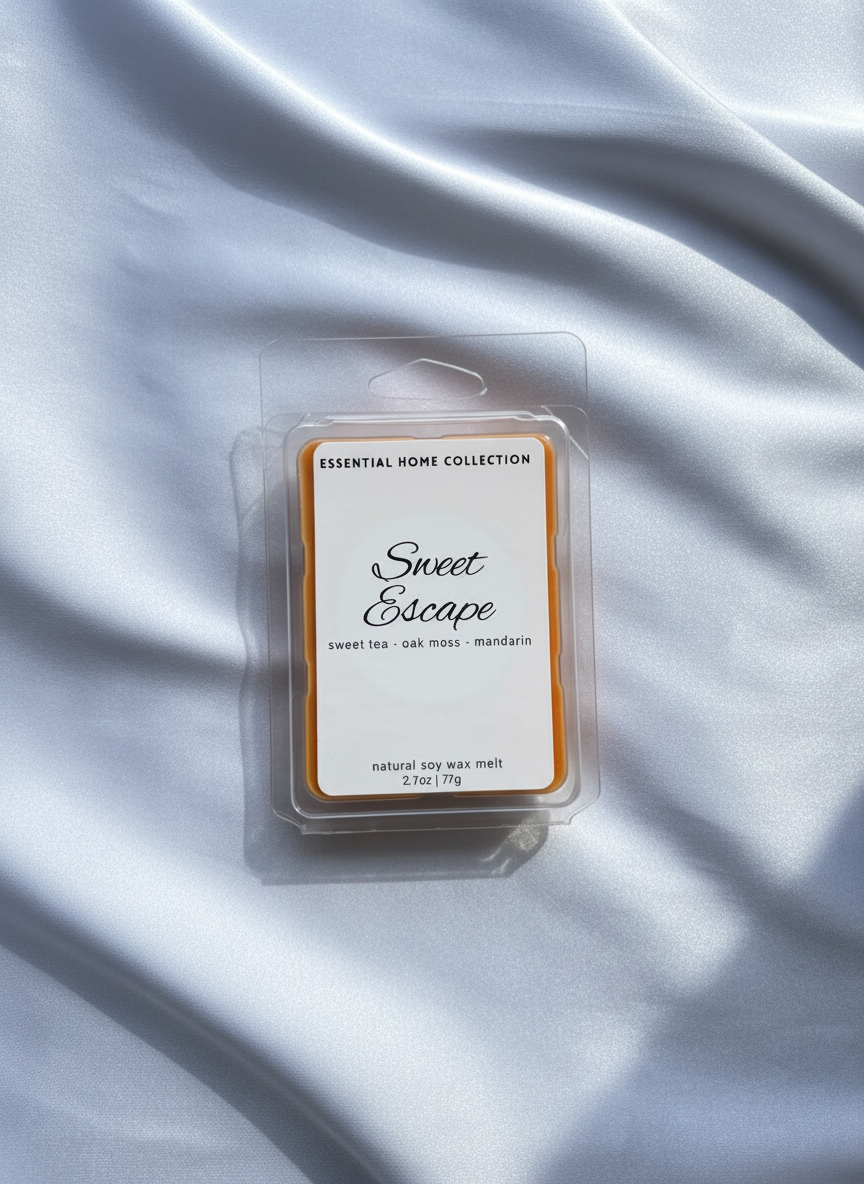 ESSENTIAL HOME COLLECTION
Sweet
Escape
sweet tea - oak moss - mandarin
natural soy wax melt
2.7oz | 77g